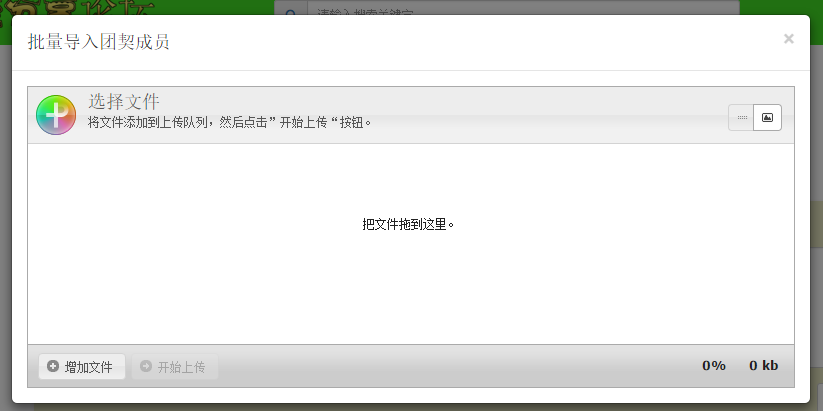 论坛
批量导入团契成员
×
选择文件
将文件添加到上传队列，然后点击”开始上传“按钮。
把文件拖到这里。
增加文件
开始上传
0%
0 kb